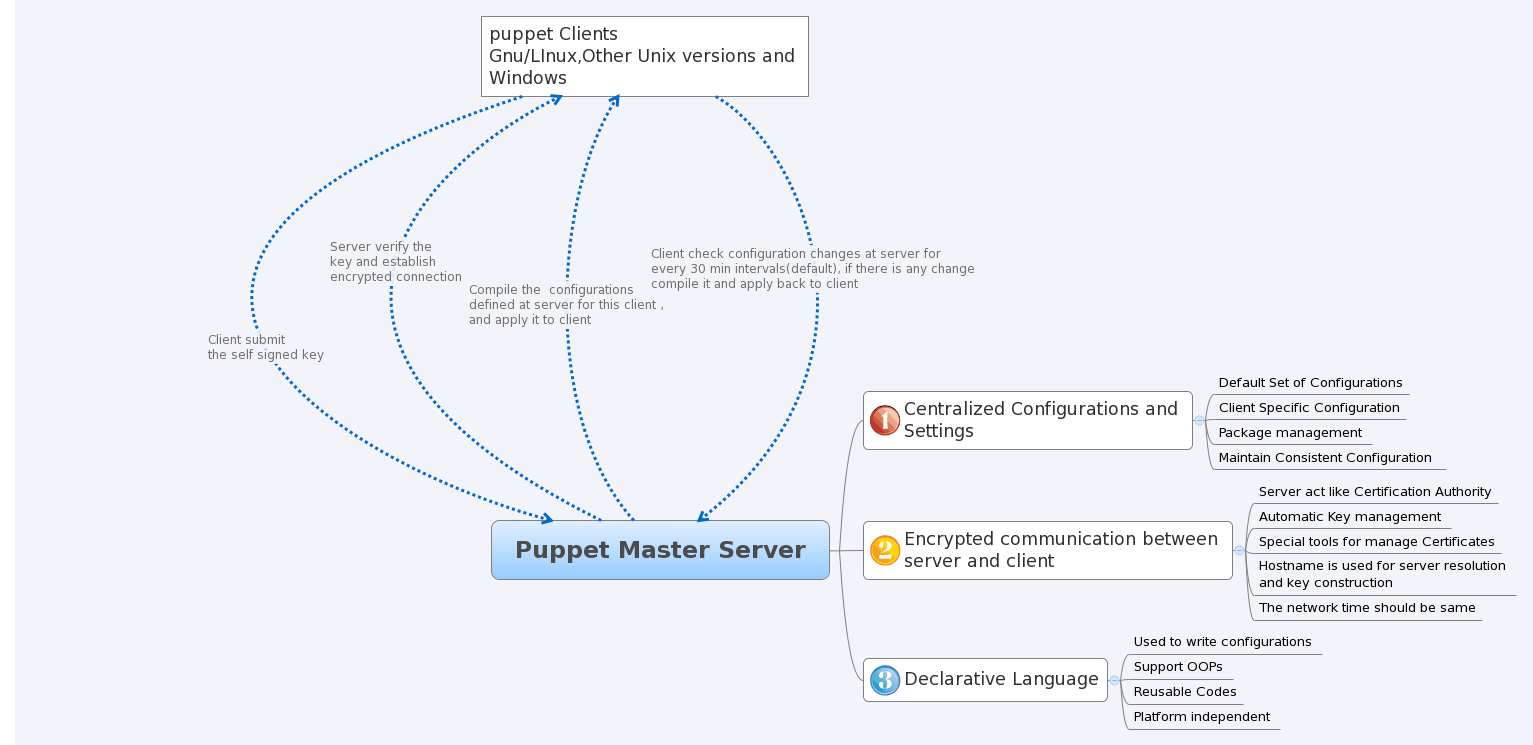 puppet Clients
Gnu/LInux,Other Unix versions and
Windows
Server verify the
key and establish
encrypted connection
Client check configuration changes at server for
every 30 min intervals(default), if there is any change
compile it and apply back to client
Compile the  configurations
defined at server for this client ,
and apply it to client
Client submit
the self signed key
Puppet Master Server
1
Centralized Configurations and
Settings
Default Set of Configurations
Client Specific Configuration
Package management
Maintain Consistent Configuration
2
Encrypted communication between
server and client
Server act like Certification Authority
Automatic Key management
Special tools for manage Certificates
Hostname is used for server resolution
and key construction
The network time should be same
3
Declarative Language
Used to write configurations
Support OOPs
Reusable Codes
Platform independent